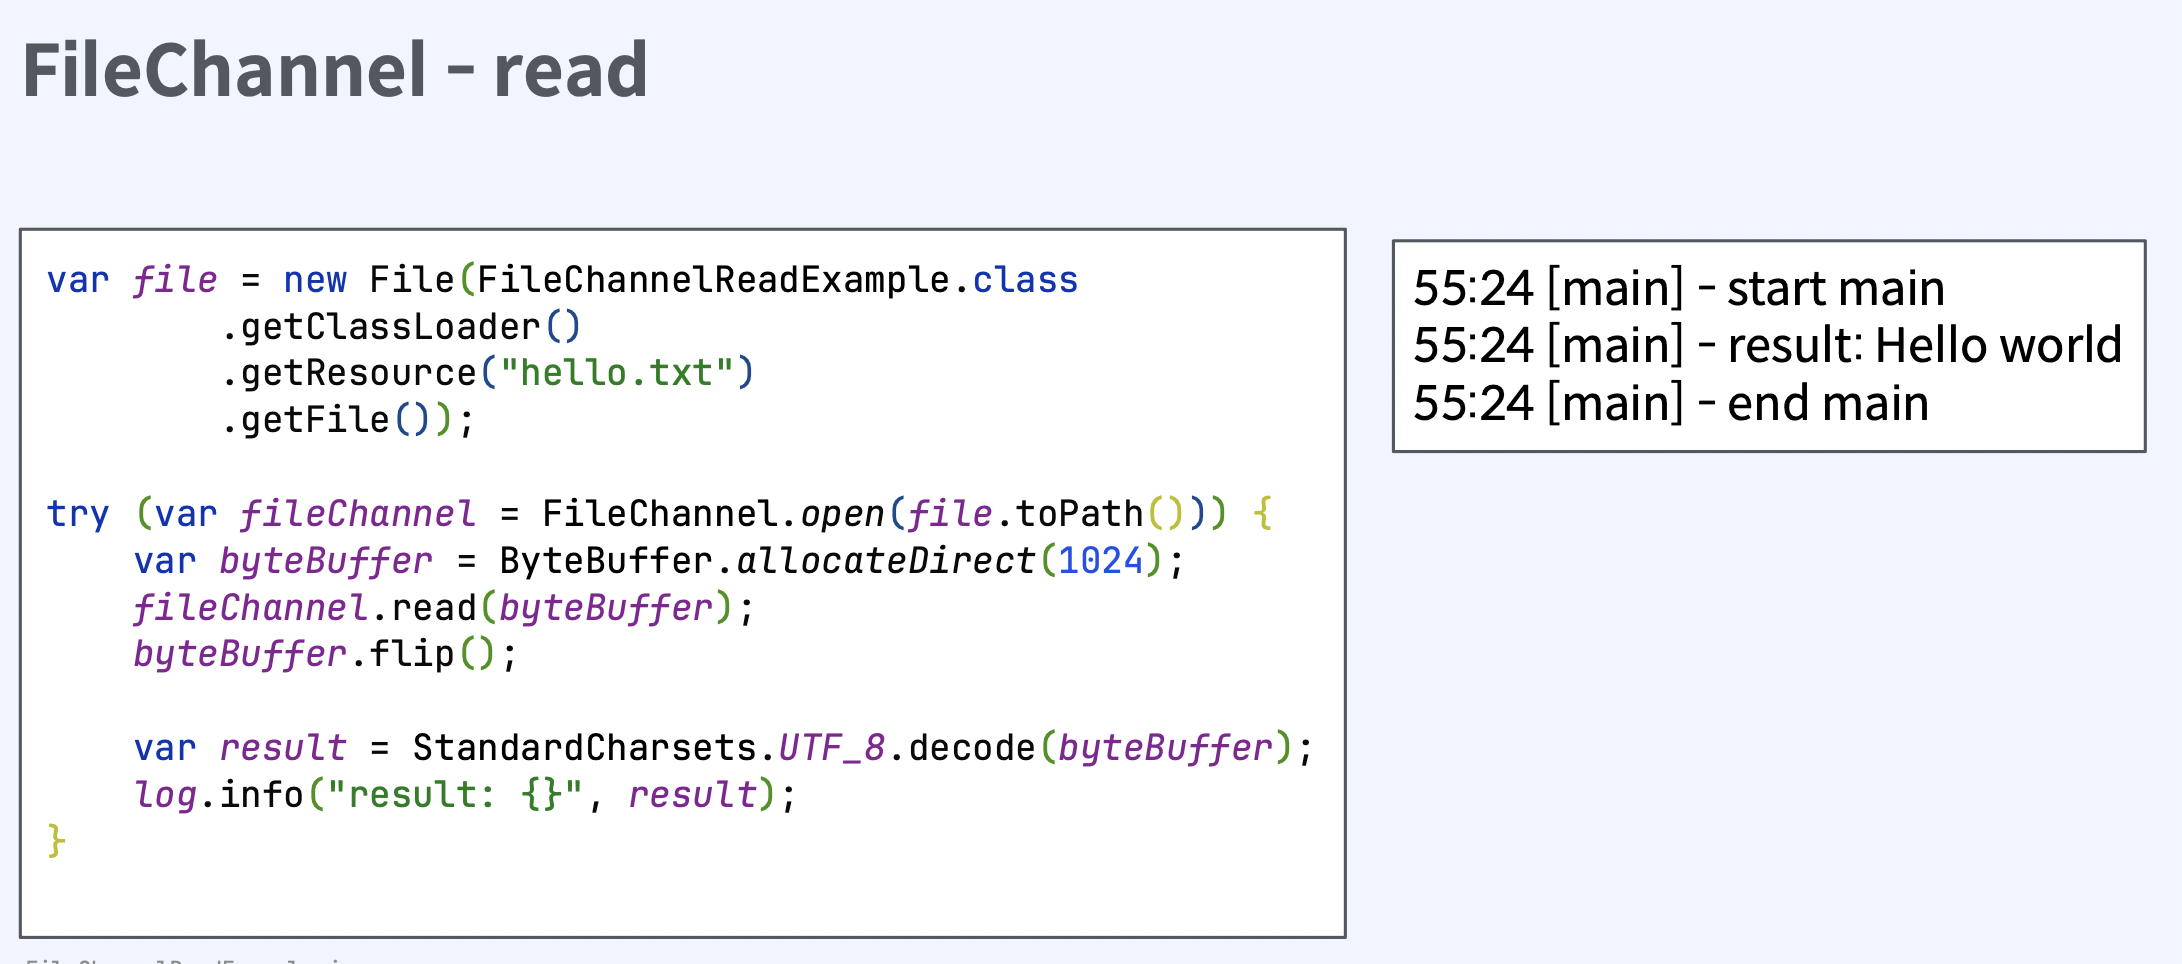 FileChannel - read
var file = new File(FileChannelReadExample.class
.getClassLoader()
.getResource("hello.txt")
.getFile());
try (var fileChannel = FileChannel.open(file.toPath())) {
var byteBuffer = ByteBuffer.allocateDirect(1024);
fileChannel.read(byteBuffer);
byteBuffer.flip();
var result = StandardCharsets.UTF_8.decode(byteBuffer);
log.info("result: {}", result);
}
55:24 [main] - start main
55:24 [main] - result: Hello world
55:24 [main] - end main